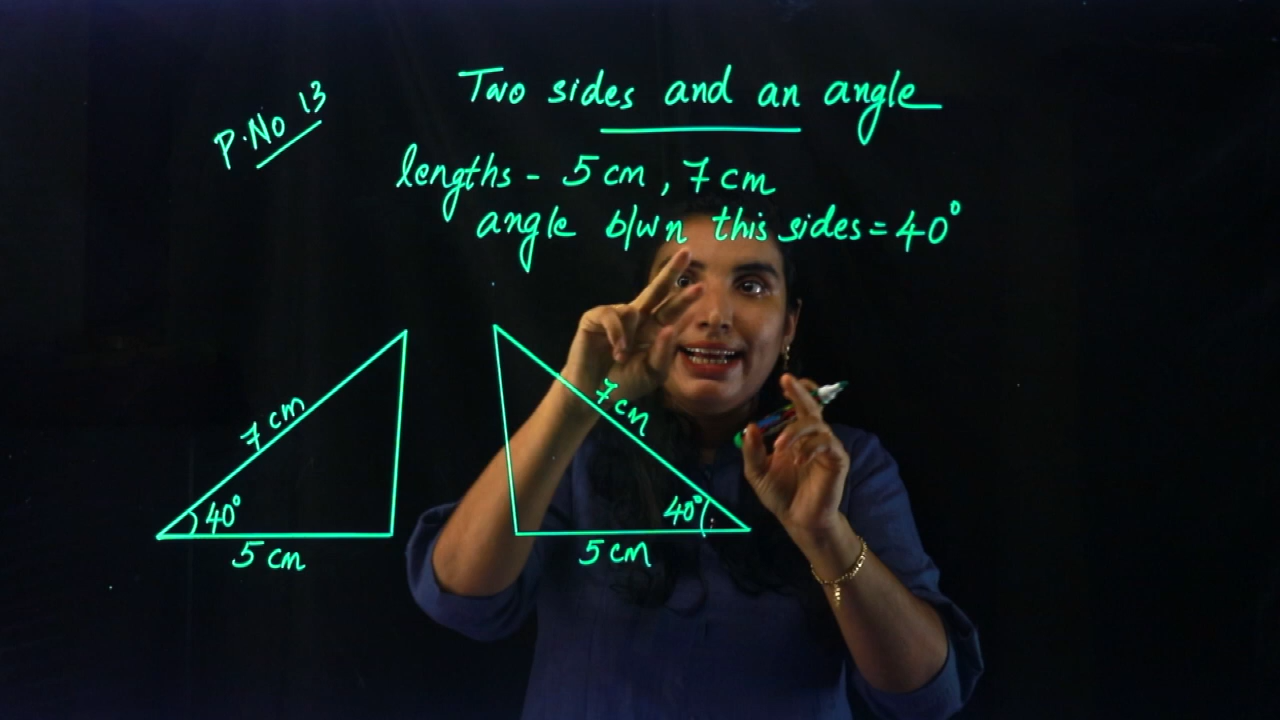 P.No 13
Two sides and an angle
lengths - 5 cm, 7 cm
angle b/wn this sides = 40°
7 cm
40°
5 cm
7 cm
40°
5 cm